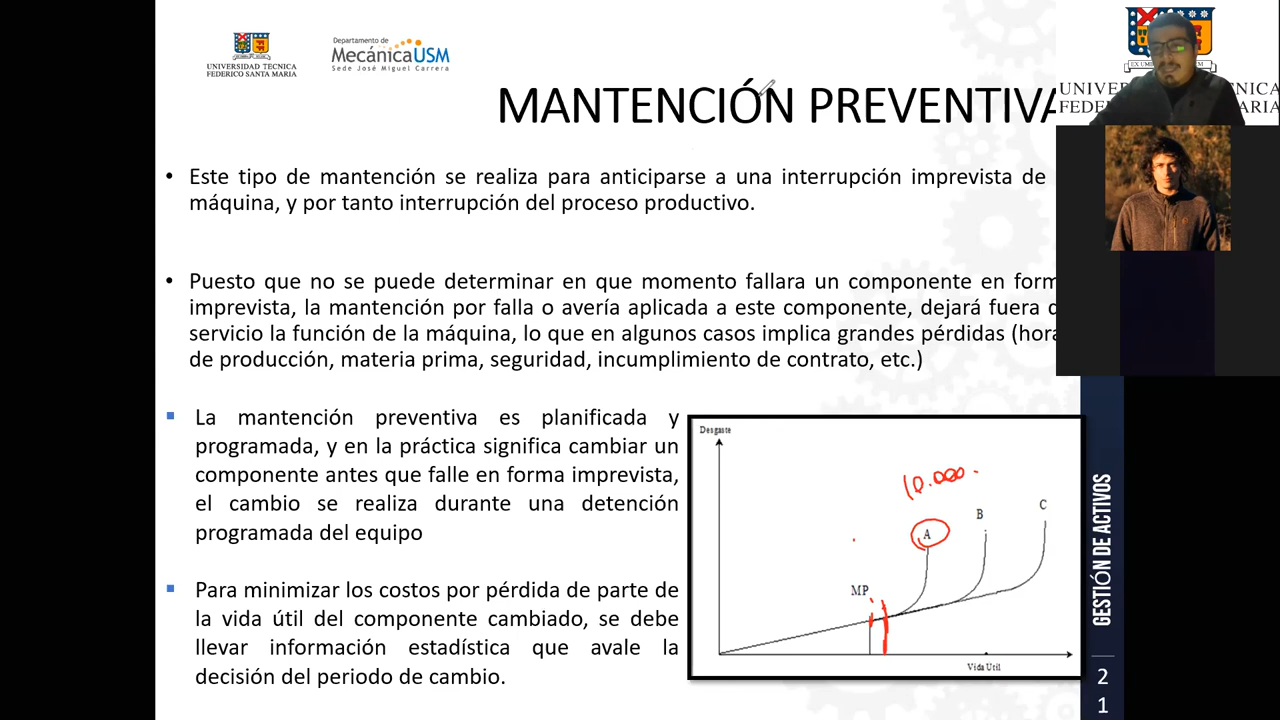 UNIVERSIDAD TECNICA
FEDERICO SANTA MARIA
Departamento de
MecánicaUSM
Sede José Miguel Carrera
MANTENCIÓN PREVENTIVA
• Este tipo de mantención se realiza para anticiparse a una interrupción imprevista de
máquina, y por tanto interrupción del proceso productivo.
• Puesto que no se puede determinar en que momento fallara un componente en form
imprevista, la mantención por falla o avería aplicada a este componente, dejará fuera d
servicio la función de la máquina, lo que en algunos casos implica grandes pérdidas (hora
de producción, materia prima, seguridad, incumplimiento de contrato, etc.)
La mantención preventiva es planificada y
programada, y en la práctica significa cambiar un
componente antes que falle en forma imprevista,
el cambio se realiza durante una detención
programada del equipo
Para minimizar los costos por pérdida de parte de
la vida útil del componente cambiado, se debe
llevar información estadística que avale la
decisión del periodo de cambio.
Desgaste
10.000.
A
B
C
MP
Vida Util
GESTIÓN DE ACTIVOS
2
1
UNIVER
FEDER
ARIA